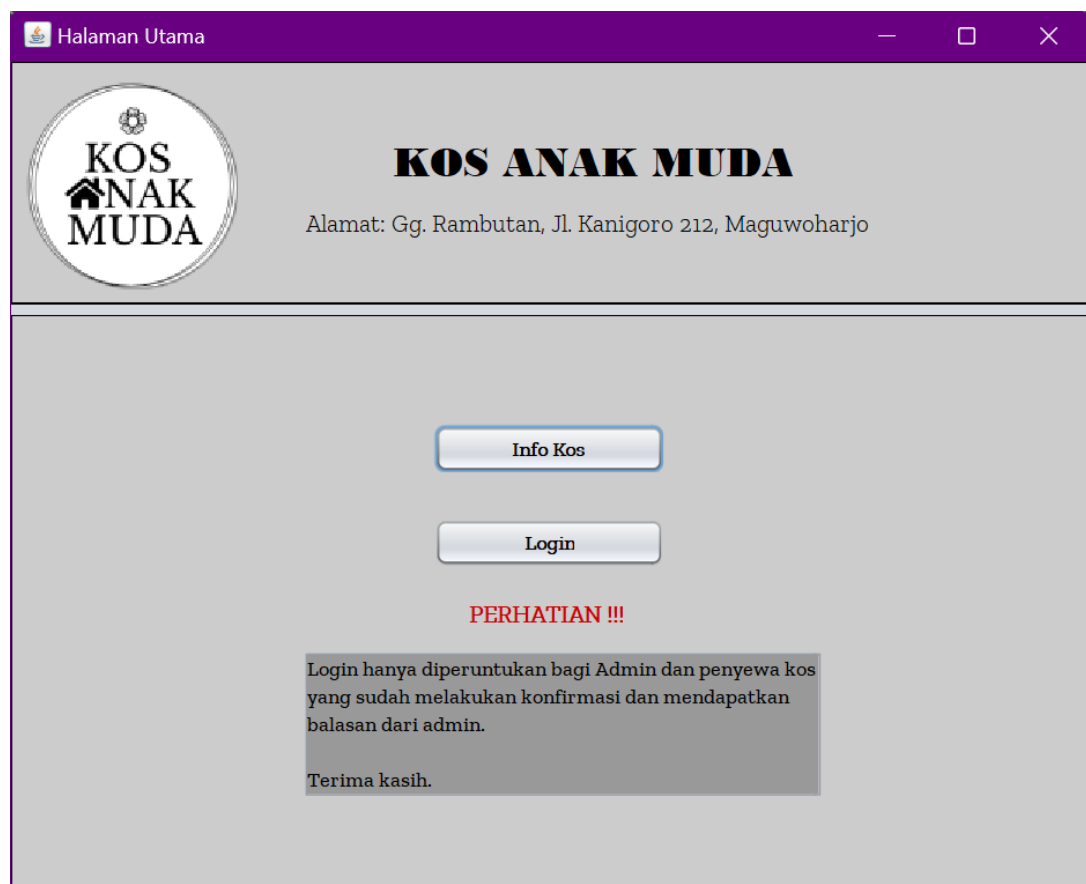 Halaman Utama
KOS
ANAK
MUDA
KOS ANAK MUDA
Alamat: Gg. Rambutan, Jl. Kanigoro 212, Maguwoharjo
Info Kos
Login
PERHATIAN !!!
Login hanya diperuntukan bagi Admin dan penyewa kos
yang sudah melakukan konfirmasi dan mendapatkan
balasan dari admin.
Terima kasih.